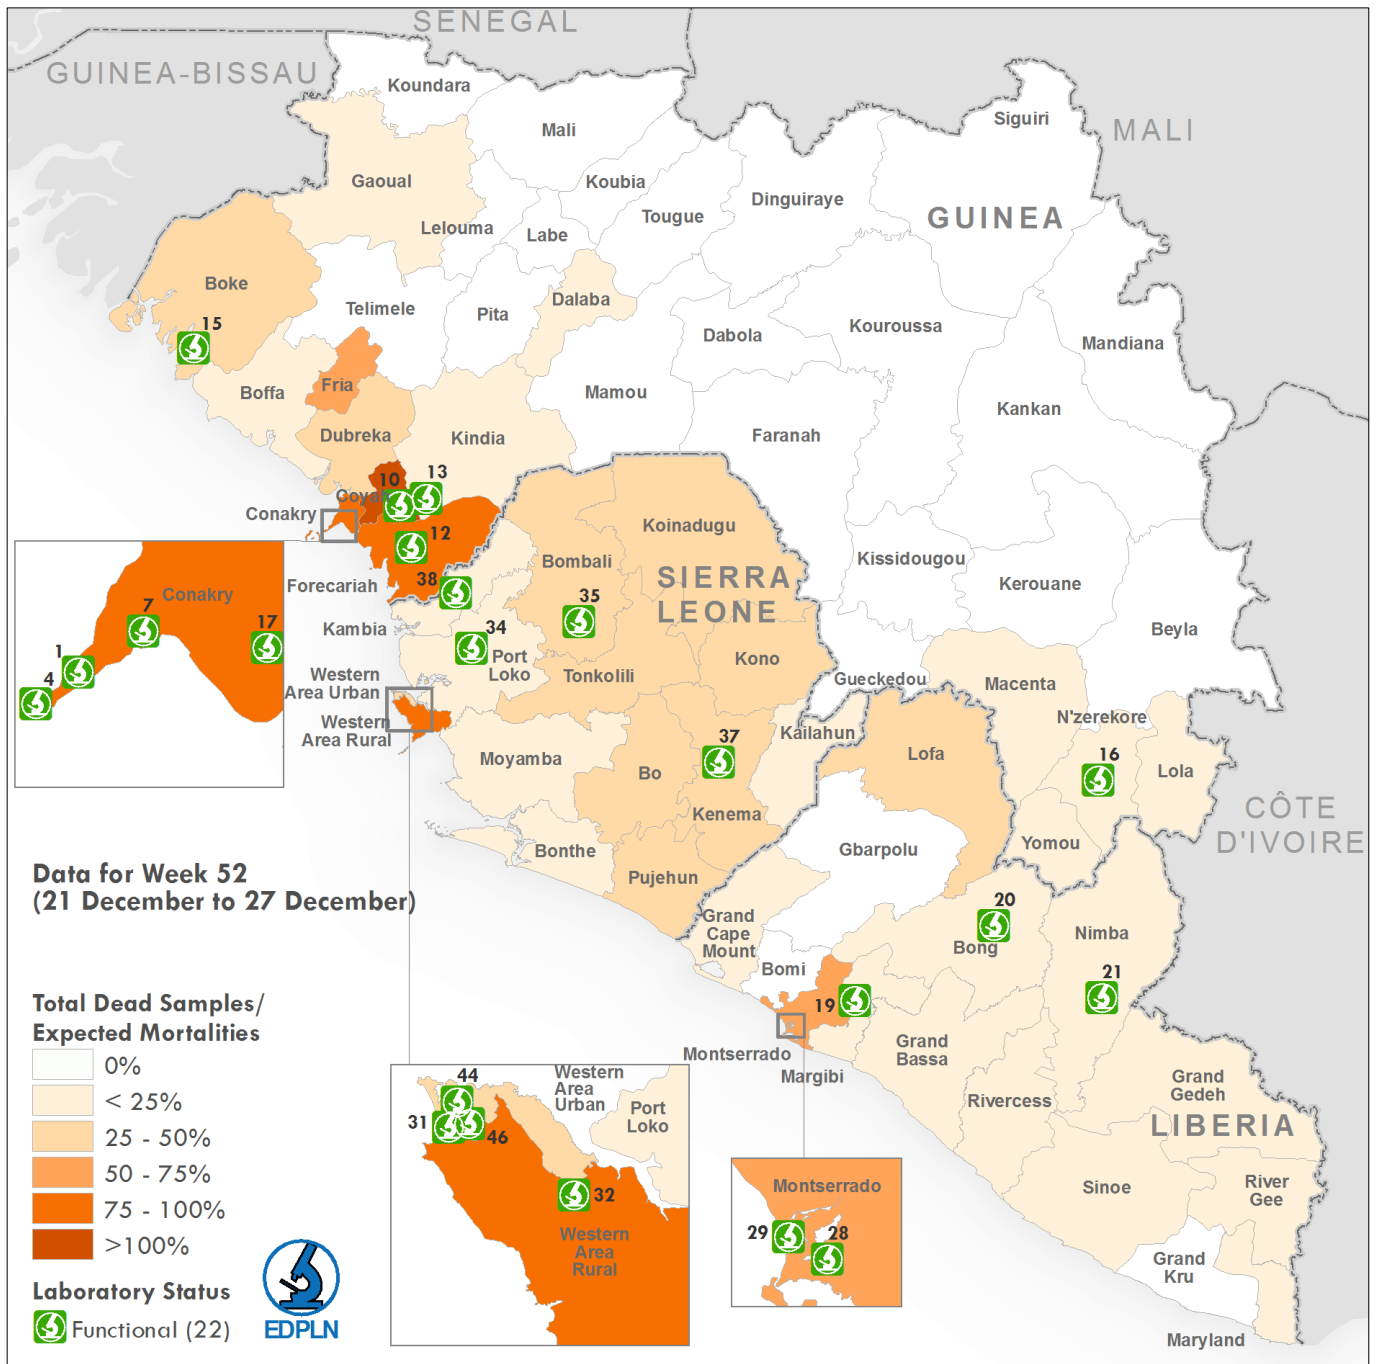 SENEGAL
GUINEA-BISSAU
Koundara
Mali
Siguiri
MALI
Gaoual
Koubia
Dinguiraye
Tougue
GUINEA
Lelouma
Labe
Boke
Dalaba
Telimele
Pita
15
Kouroussa
Dabola
Mandiana
Boffa
Fria
Mamou
Kankan
Dubreka
Kindia
Faranah
10
13
Coyah
Conakry
Koinadugu
12
Bombali
Kissidougou
Forecariah
38
SIERRA
LEONE
Kerouane
35
Conakry
7
17
1
4
Kambia
34
Port
Loko
Beyla
Kono
Western
Area Urban
Tonkolili
Gueckedou
Macenta
Western
Area Rural
N'zerekore
Kailahun
37
Moyamba
Lofa
16
Bo
Lola
Kenema
CÔTE
D'IVOIRE
Bonthe
Gbarpolu
Yomou
Pujehun
Data for Week 52
(21 December to 27 December)
20
Grand
Cape
Mount
Bong
Nimba
Bomi
21
19
Total Dead Samples/
Expected Mortalities
0%
< 25%
25 - 50%
50 - 75%
75 - 100%
>100%
Laboratory Status
Functional (22)
EDPLN
Montserrado
Margibi
Grand
Bassa
Rivercess
Grand
Gedeh
LIBERIA
Sinoe
River
Gee
Grand
Kru
Maryland
44
Western
Area
Urban
Port
Loko
31
46
32
Western
Area
Rural
Montserrado
29
28